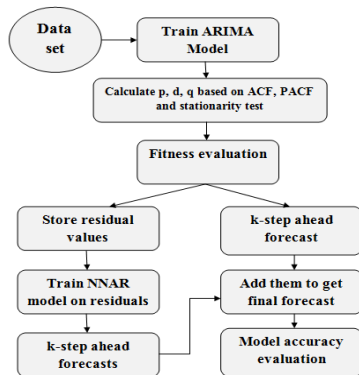 Data
set
Train ARIMA
Model
Calculate p, d, q based on ACF, PACF
and stationarity test
Fitness evaluation
Store residual
values
Train NNAR
model on residuals
k-step ahead
forecasts
k-step ahead
forecast
Add them to get
final forecast
Model accuracy
evaluation